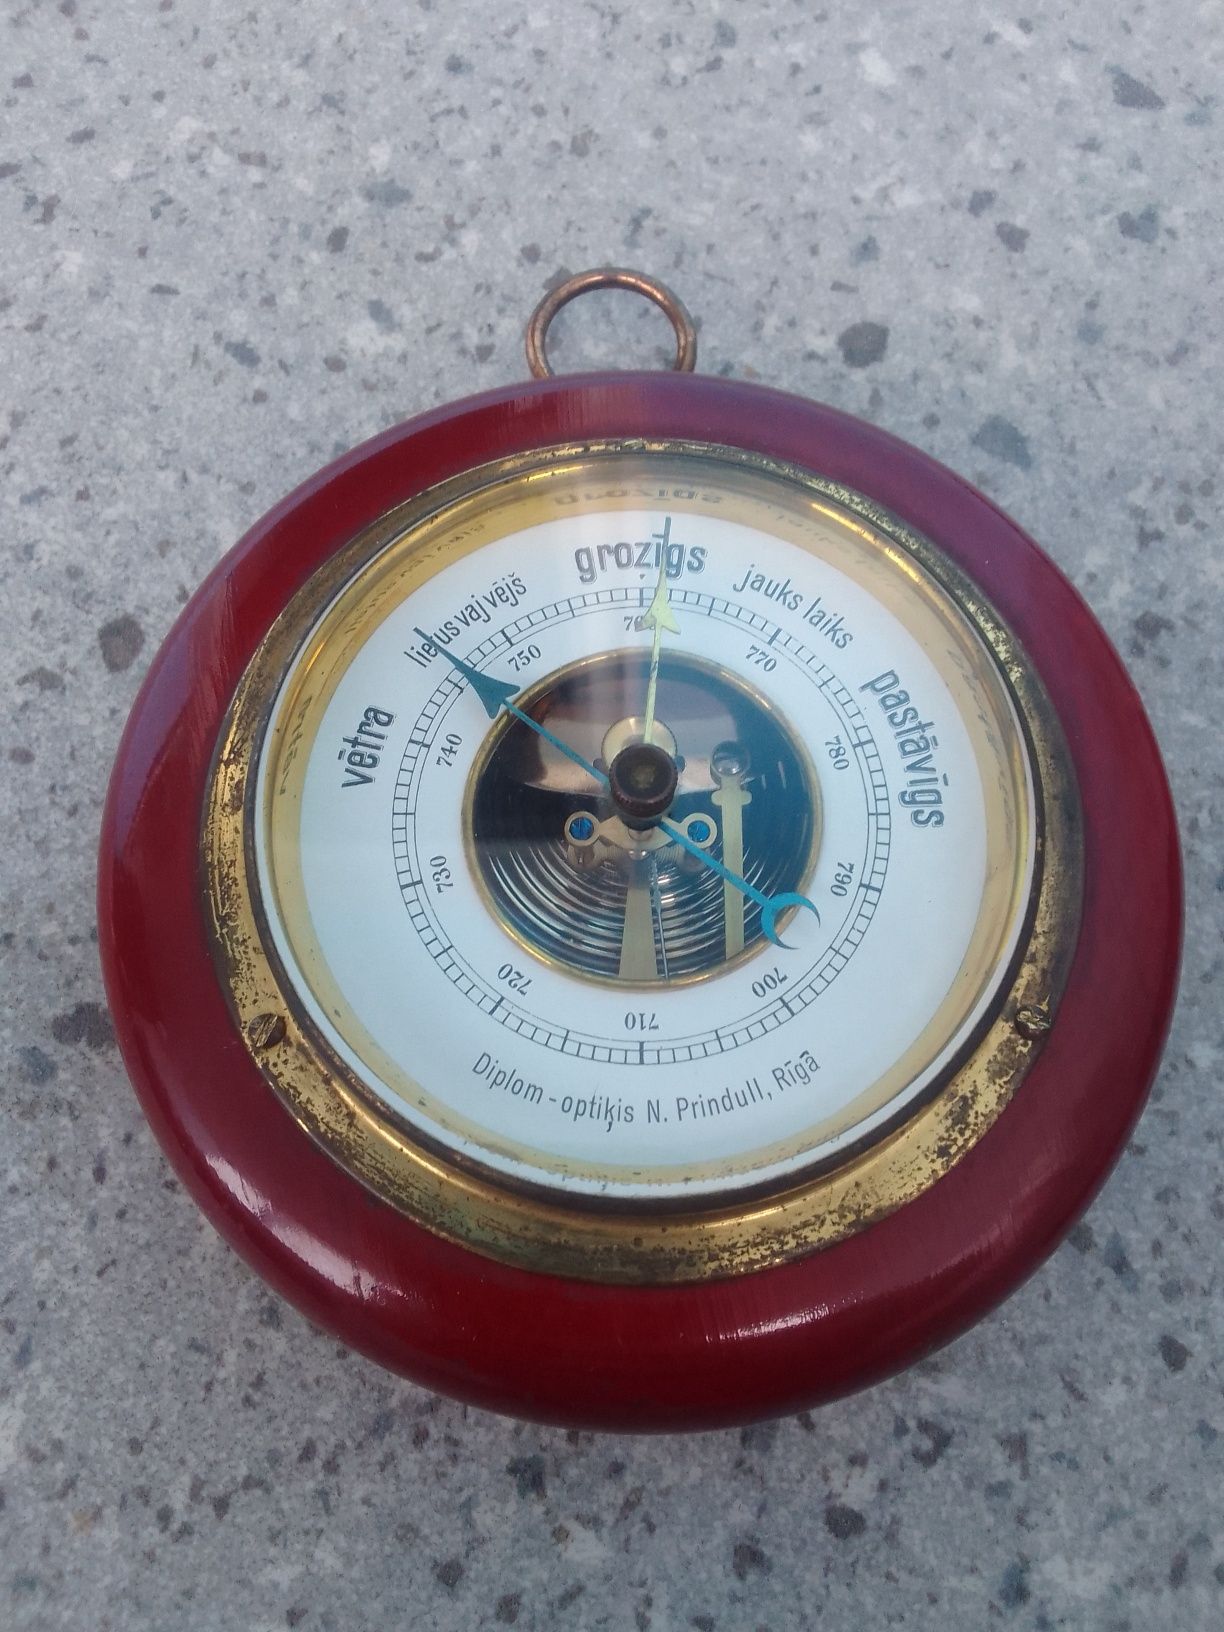 vētra
lietus vaj vējš
grozīgs
jauks laiks
pastāvīgs
700
710
720
730
740
750
770
780
790
Diplom-optiķis N. Prindull, Rīgā